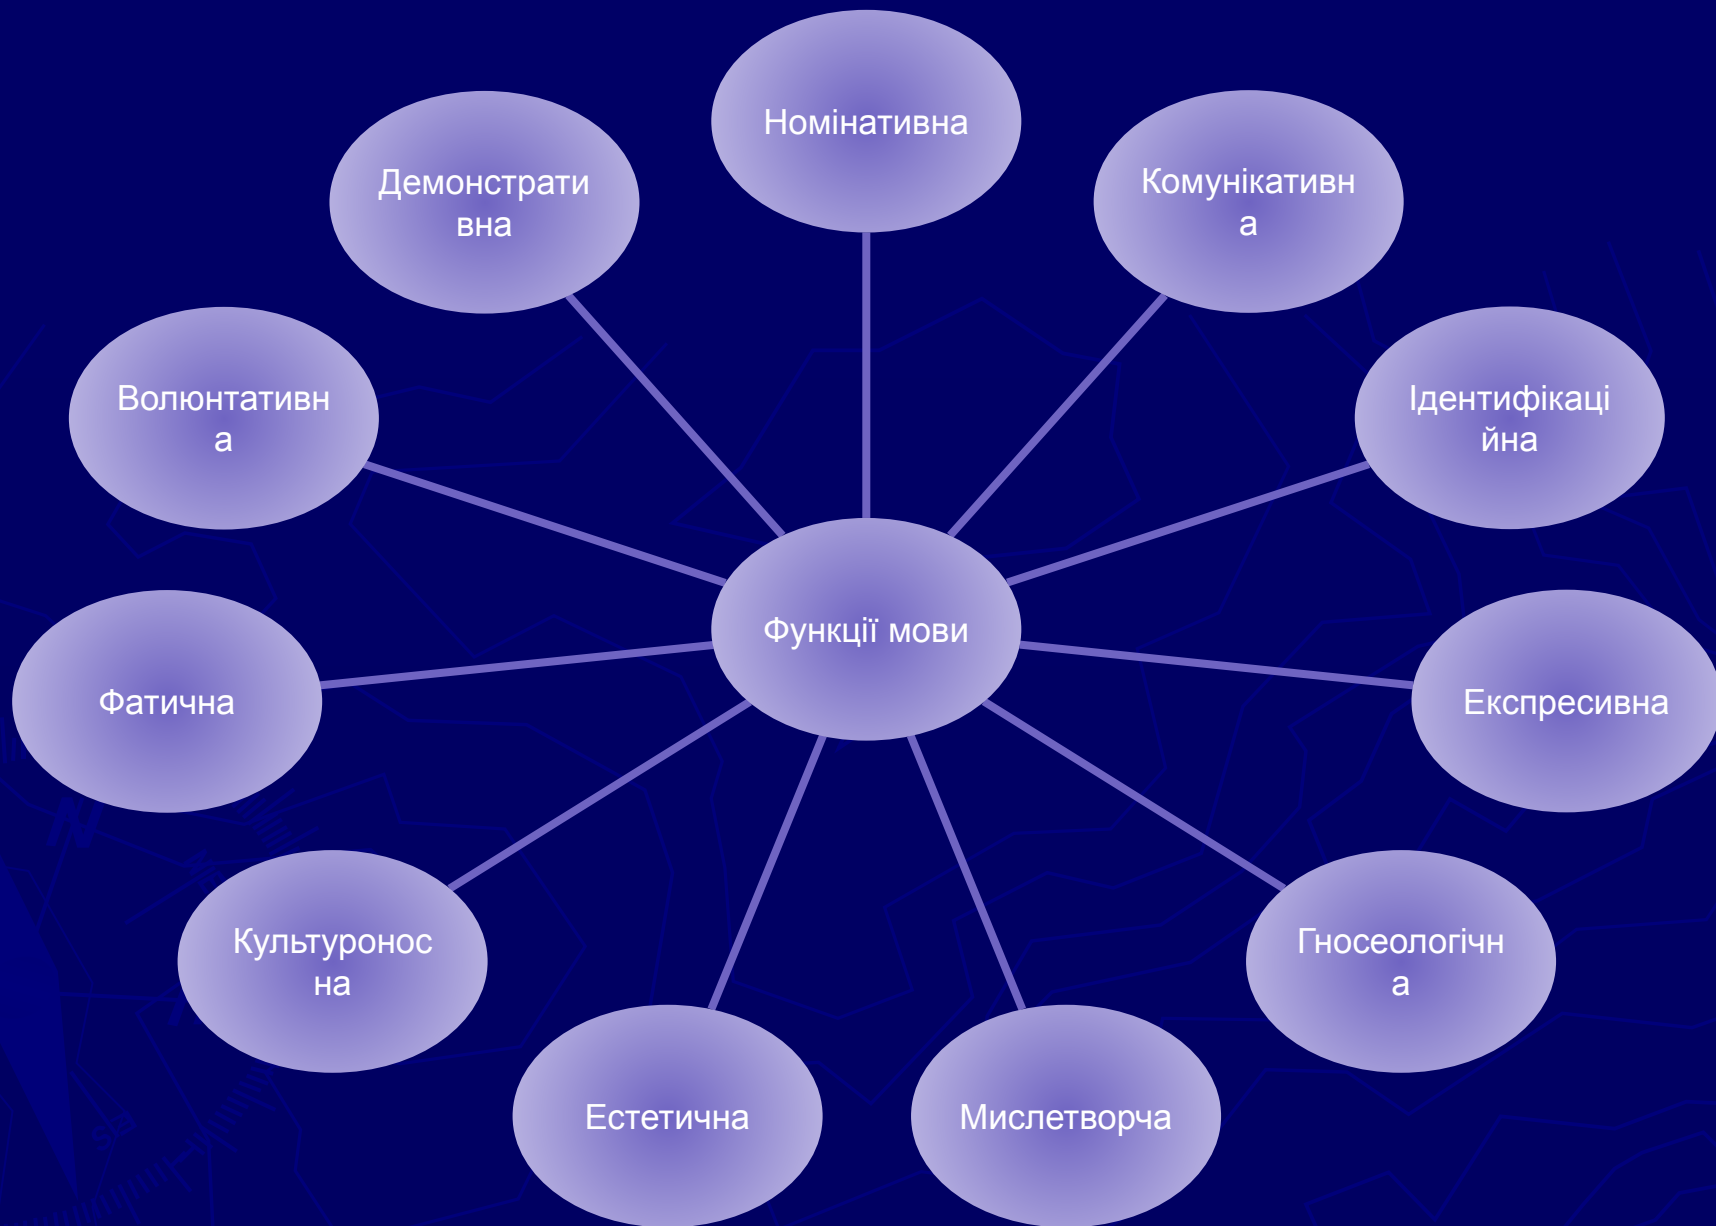 Номінативна
Комунікативн
а
Ідентифікаці
йна
Експресивна
Гносеологічн
а
Мислетворча
Естетична
Культуронос
на
Фатична
Волюнтативн
а
Демонстрати
вна
Функції мови